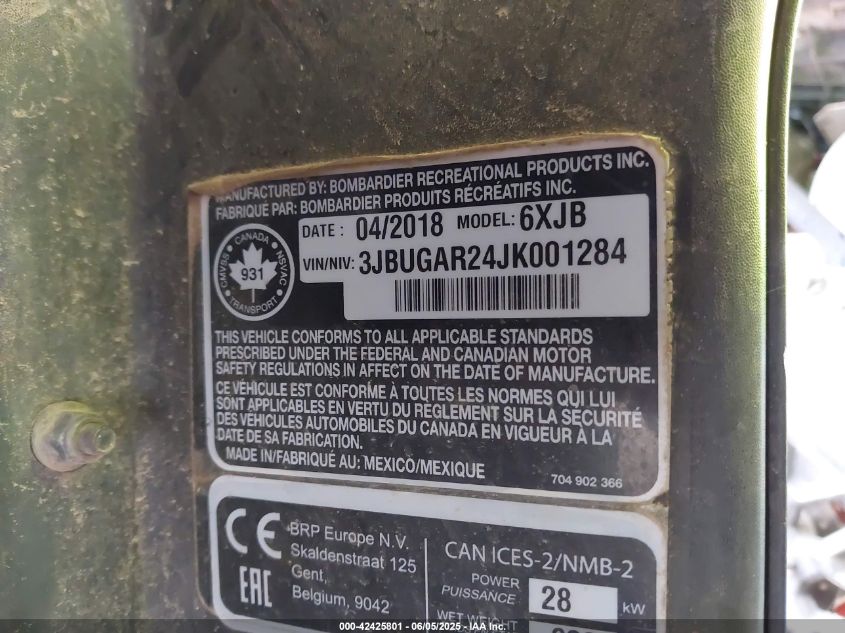 MANUFACTURED BY: BOMBARDIER RECREATIONAL PRODUCTS INC.
FABRIQUÉ PAR: BOMBARDIER PRODUITS RÉCRÉATIFS INC.
DATE : 04/2018 MODEL: 6XJB
VIN/NIV: 3JBUGAR24JK001284
CANADA
CMVSS
NSVAC
931
TRANSPORT
THIS VEHICLE CONFORMS TO ALL APPLICABLE STANDARDS
PRESCRIBED UNDER THE FEDERAL AND CANADIAN MOTOR
SAFETY REGULATIONS IN AFFECT ON THE DATE OF MANUFACTURE.
CE VÉHICULE EST CONFORME À TOUTES LES NORMES QUI LUI
SONT APPLICABLES EN VERTU DU REGLEMENT SUR LA SÉCURITÉ
DES VÉHICULES AUTOMOBILES DU CANADA EN VIGUEUR À LA
DATE DE SA FABRICATION.
MADE IN/FABRIQUÉ AU: MEXICO/MEXIQUE
704 902 366
CE
EAC
BRP Europe N.V.
Skaldenstraat 125
Gent,
Belgium, 9042
CAN ICES-2/NMB-2
POWER
PUISSANCE
28 kW
WET WEIGHT
000-42425801 - 06/05/2025 - IAA Inc.